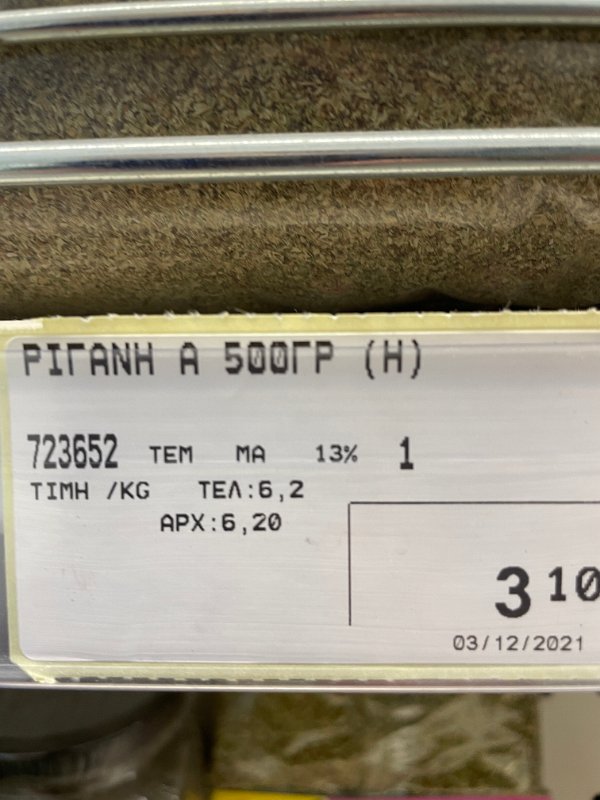 ΡΙΓΑΝΗ Α 500ΓΡ (Η)
723652 ΤΕΜ ΜΑ 13% 1
ΤΙΜΗ /KG ΤΕΛ:6,2
ΑΡΧ:6,20
3 10
03/12/2021